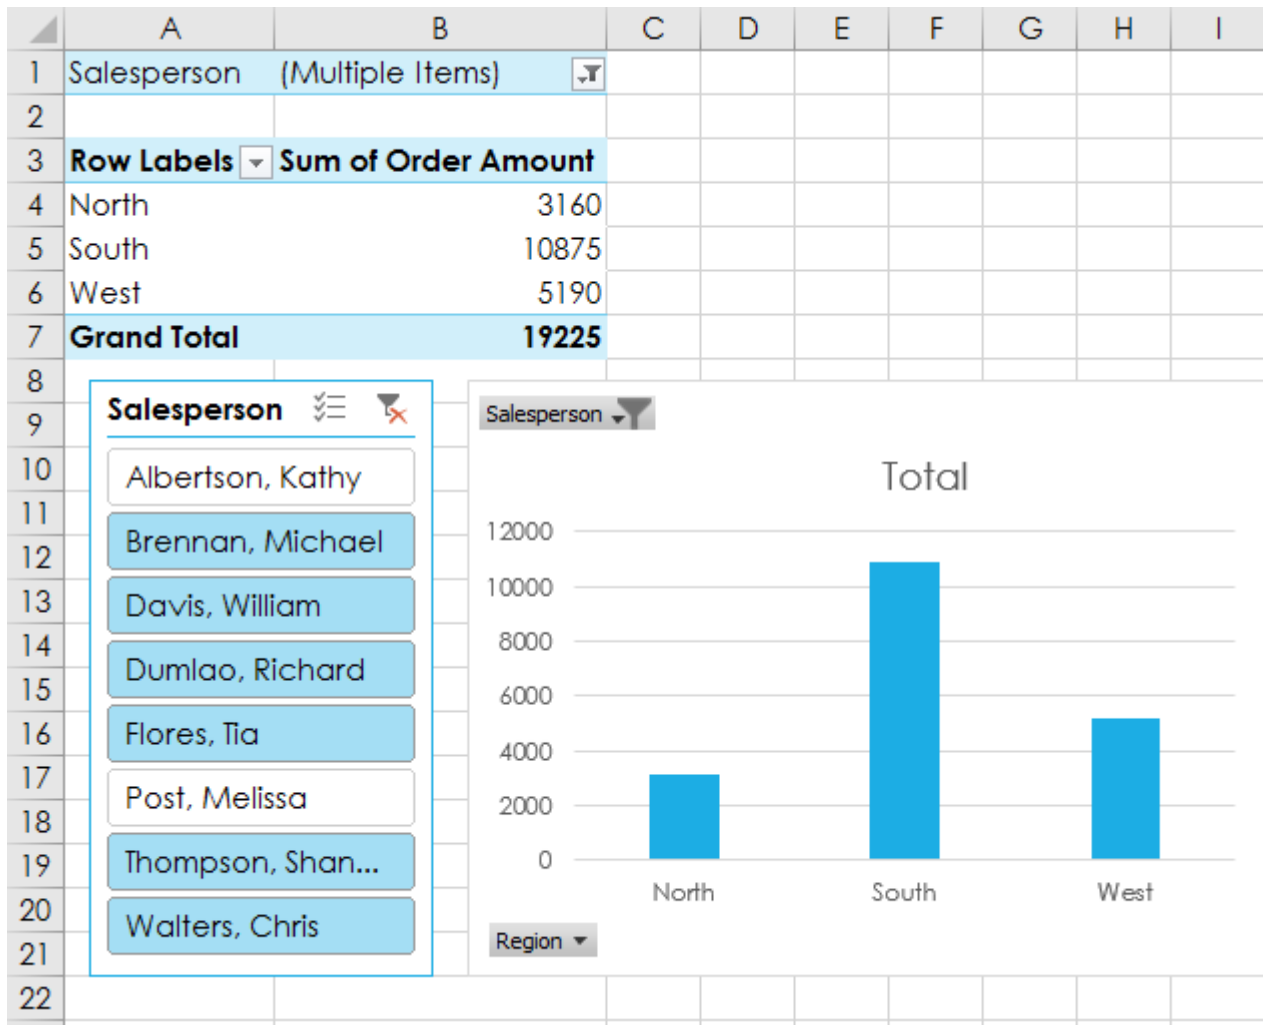 A B C D E F G H I
1 Salesperson (Multiple Items)
2
3 Row Labels Sum of Order Amount
4 North 3160
5 South 10875
6 West 5190
7 Grand Total 19225
8
9
10
11
12
13
14
15
16
17
18
19
20
21
22
Salesperson
Albertson, Kathy
Brennan, Michael
Davis, William
Dumlao, Richard
Flores, Tia
Post, Melissa
Thompson, Shan...
Walters, Chris
Salesperson
Total
12000
10000
8000
6000
4000
2000
0
North South West
Region